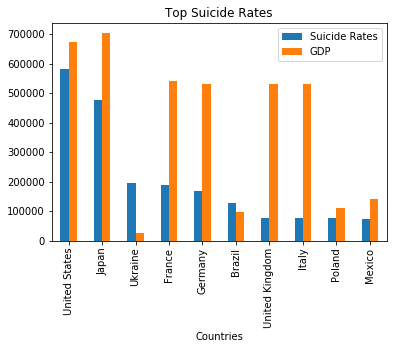 Top Suicide Rates
Suicide Rates
GDP
700000
600000
500000
400000
300000
200000
100000
0
United States
Japan
Ukraine
France
Germany
Brazil
United Kingdom
Italy
Poland
Mexico
Countries